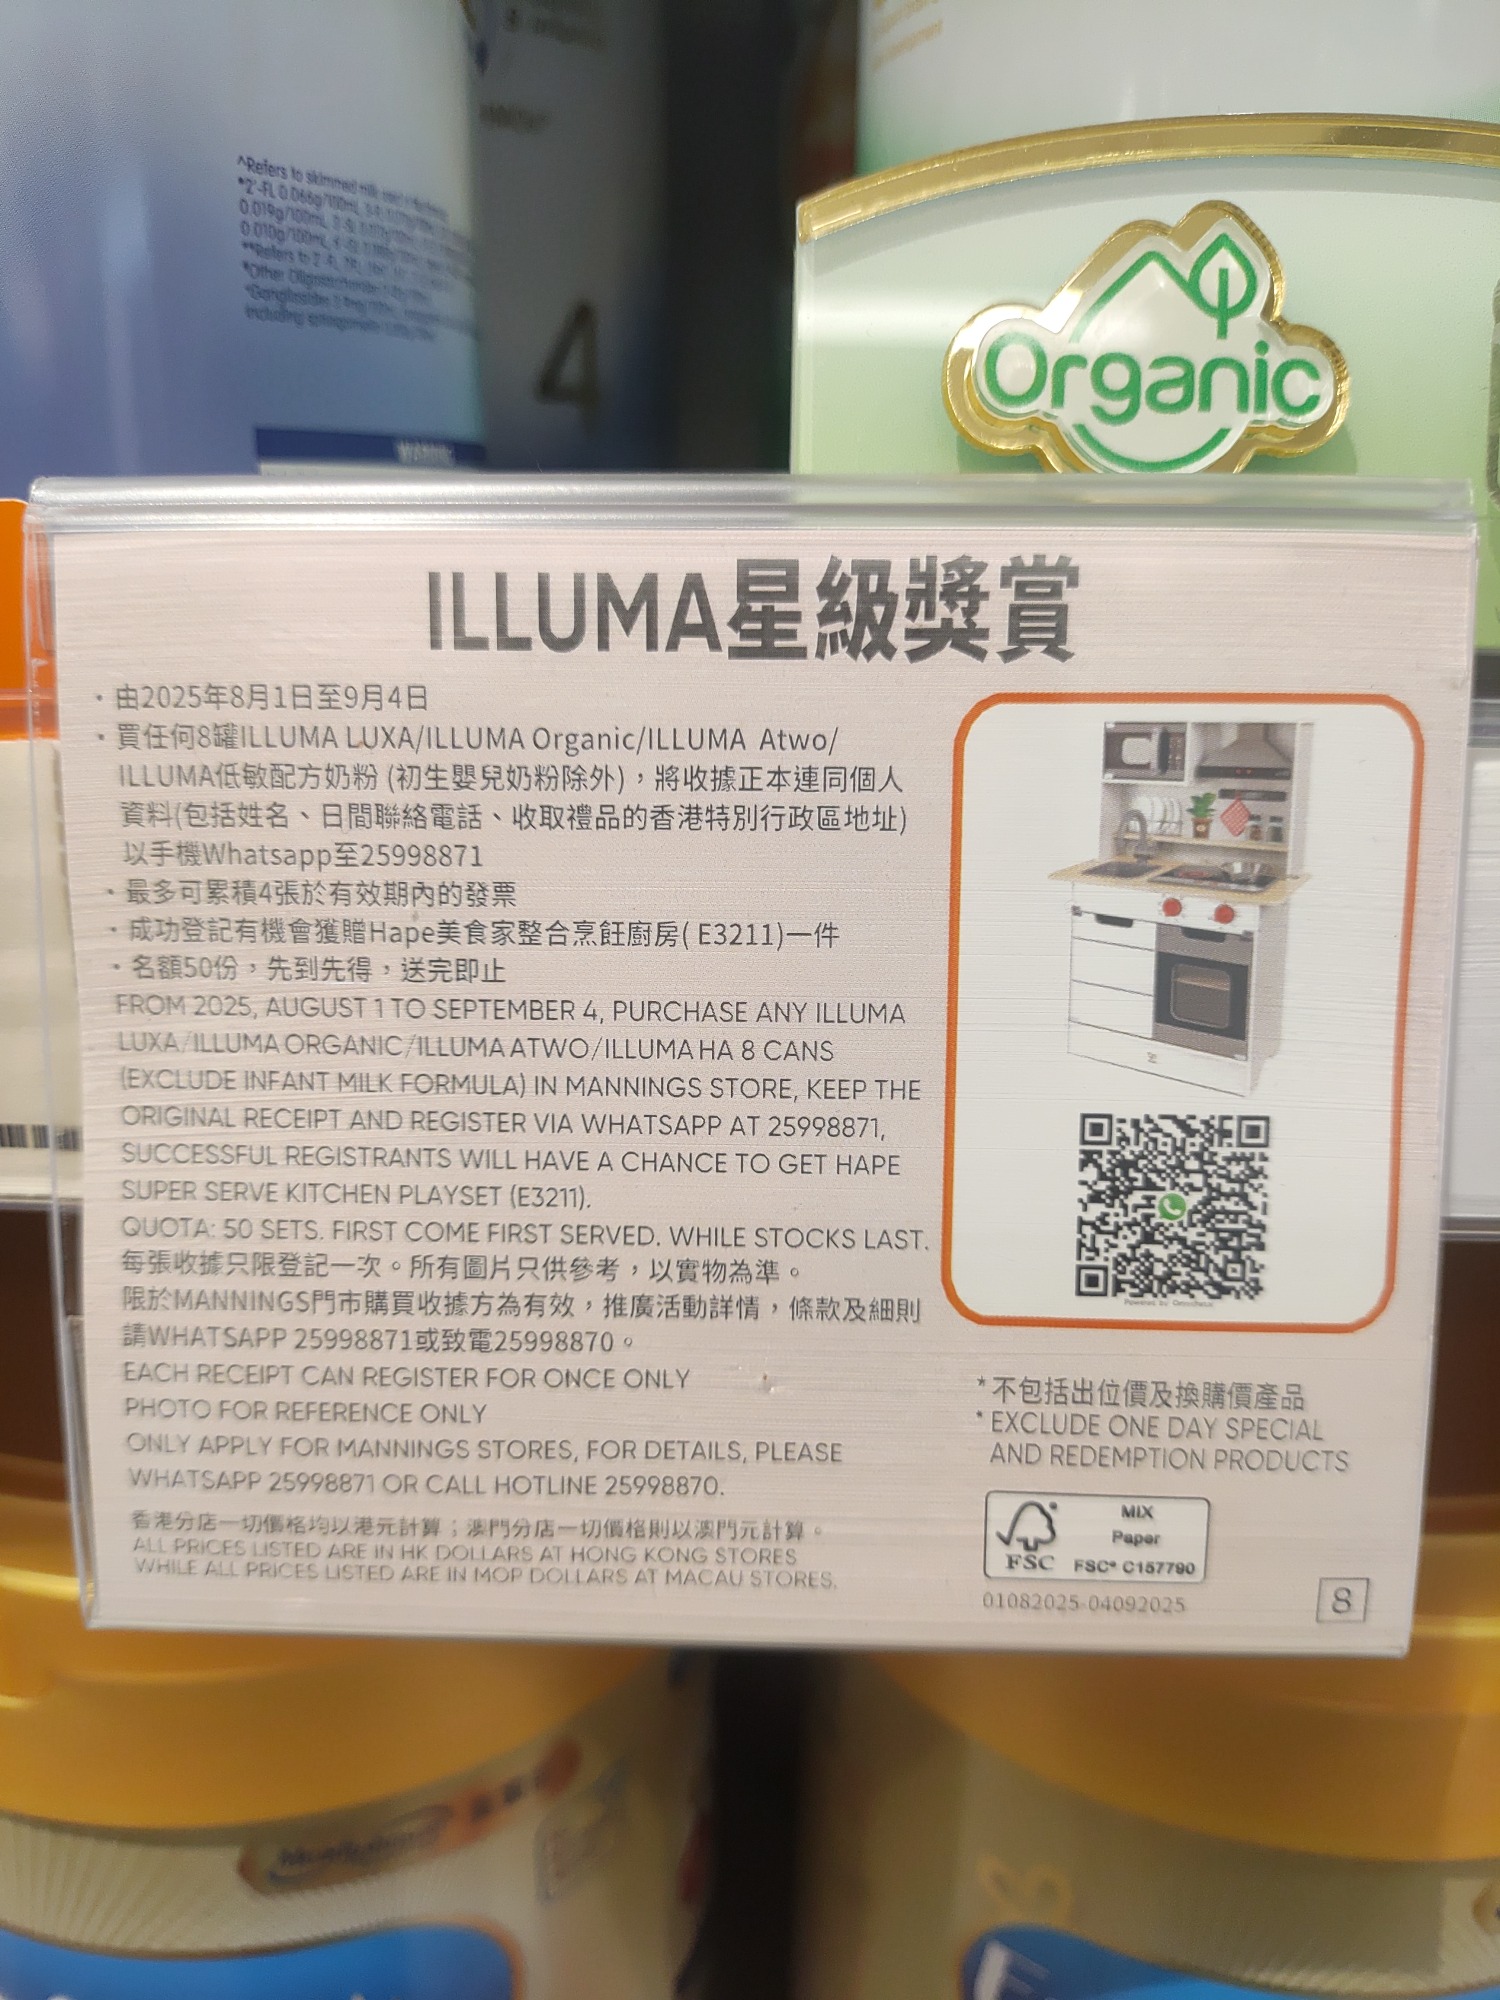 ^Refers to skimmed milk
4
Organic
ILLUMA星級獎賞
・由2025年8月1日至9月4日
・買任何8罐ILLUMA LUXA/ILLUMA Organic/ILLUMA Atwo/
ILLUMA低敏配方奶粉 (初生嬰兒奶粉除外)，將收據正本連同個人
資料(包括姓名、日間聯絡電話、收取禮品的香港特別行政區地址)
以手機Whatsapp至25998871
・最多可累積4張於有效期內的發票
・成功登記有機會獲贈Hape美食家整合烹飪廚房( E3211)一件
・名額50份，先到先得，送完即止
FROM 2025, AUGUST 1 TO SEPTEMBER 4, PURCHASE ANY ILLUMA
LUXA/ILLUMA ORGANIC/ILLUMA ATWO/ILLUMA HA 8 CANS
(EXCLUDE INFANT MILK FORMULA) IN MANNINGS STORE, KEEP THE
ORIGINAL RECEIPT AND REGISTER VIA WHATSAPP AT 25998871,
SUCCESSFUL REGISTRANTS WILL HAVE A CHANCE TO GET HAPE
SUPER SERVE KITCHEN PLAYSET (E3211).
QUOTA: 50 SETS. FIRST COME FIRST SERVED. WHILE STOCKS LAST.
每張收據只限登記一次。所有圖片只供參考，以實物為準。
限於MANNINGS門市購買收據方為有效，推廣活動詳情，條款及細則
請WHATSAPP 25998871或致電25998870。
EACH RECEIPT CAN REGISTER FOR ONCE ONLY
PHOTO FOR REFERENCE ONLY
ONLY APPLY FOR MANNINGS STORES, FOR DETAILS, PLEASE
WHATSAPP 25998871 OR CALL HOTLINE 25998870.
香港分店一切價格均以港元計算；澳門分店一切價格則以澳門元計算。
ALL PRICES LISTED ARE IN HK DOLLARS AT HONG KONG STORES
WHILE ALL PRICES LISTED ARE IN MOP DOLLARS AT MACAU STORES.
*不包括出位價及換購價產品
*EXCLUDE ONE DAY SPECIAL
AND REDEMPTION PRODUCTS
FSC
MIX
Paper
FSC® C157790
01082025-04092025
8